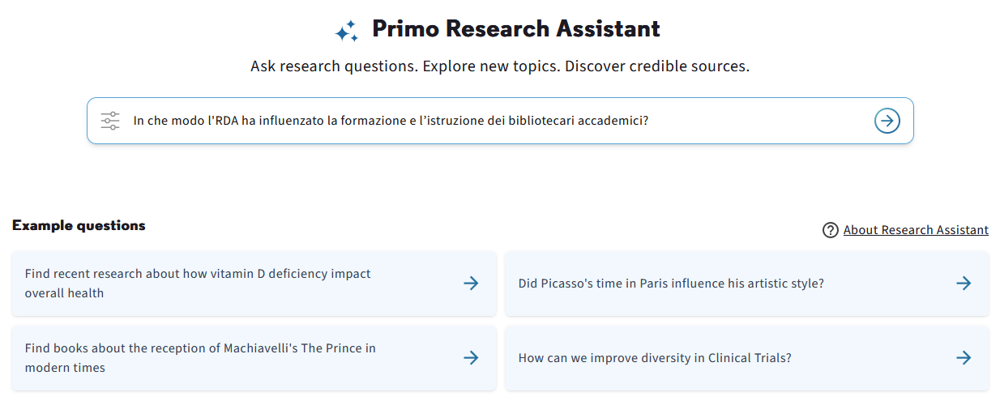 Primo Research Assistant
Ask research questions. Explore new topics. Discover credible sources.
In che modo l'RDA ha influenzato la formazione e l’istruzione dei bibliotecari accademici?
Example questions
About Research Assistant
Find recent research about how vitamin D deficiency impact
overall health
Did Picasso's time in Paris influence his artistic style?
Find books about the reception of Machiavelli's The Prince in
modern times
How can we improve diversity in Clinical Trials?